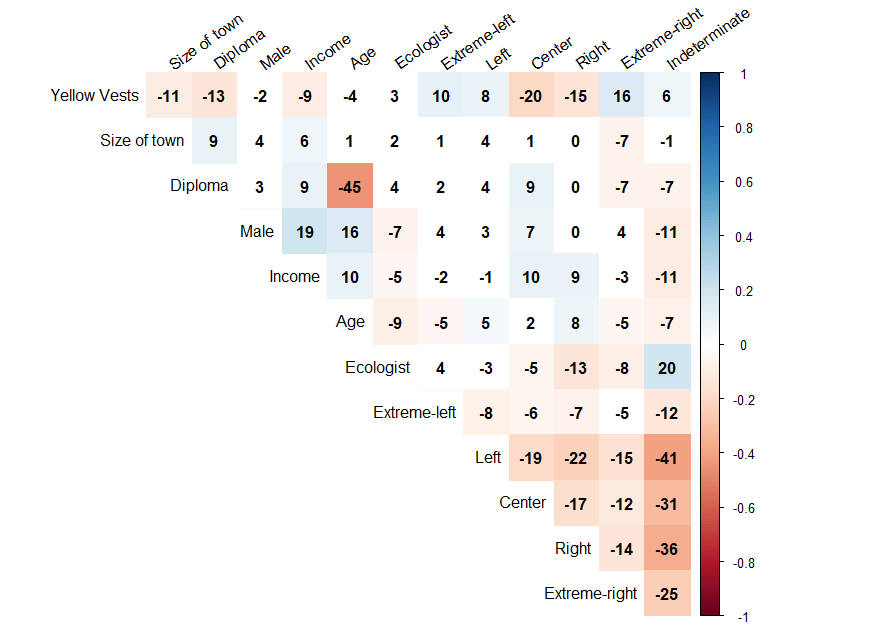 Size of town Diploma Male Income Age Ecologist Extreme-left Left Center Right Extreme-right Indeterminate
Yellow Vests -11 -13 -2 -9 -4 3 10 8 -20 -15 16 6
Size of town 9 4 6 1 2 1 4 1 0 -7 -1
Diploma 3 9 -45 4 2 4 9 0 -7 -7
Male 19 16 -7 4 3 7 0 4 -11
Income 10 -5 -2 -1 10 9 -3 -11
Age -9 -5 5 2 8 -5 -7
Ecologist 4 -3 -5 -13 -8 20
Extreme-left -8 -6 -7 -5 -12
Left -19 -22 -15 -41
Center -17 -12 -31
Right -14 -36
Extreme-right -25
1
0.8
0.6
0.4
0.2
0
-0.2
-0.4
-0.6
-0.8
-1